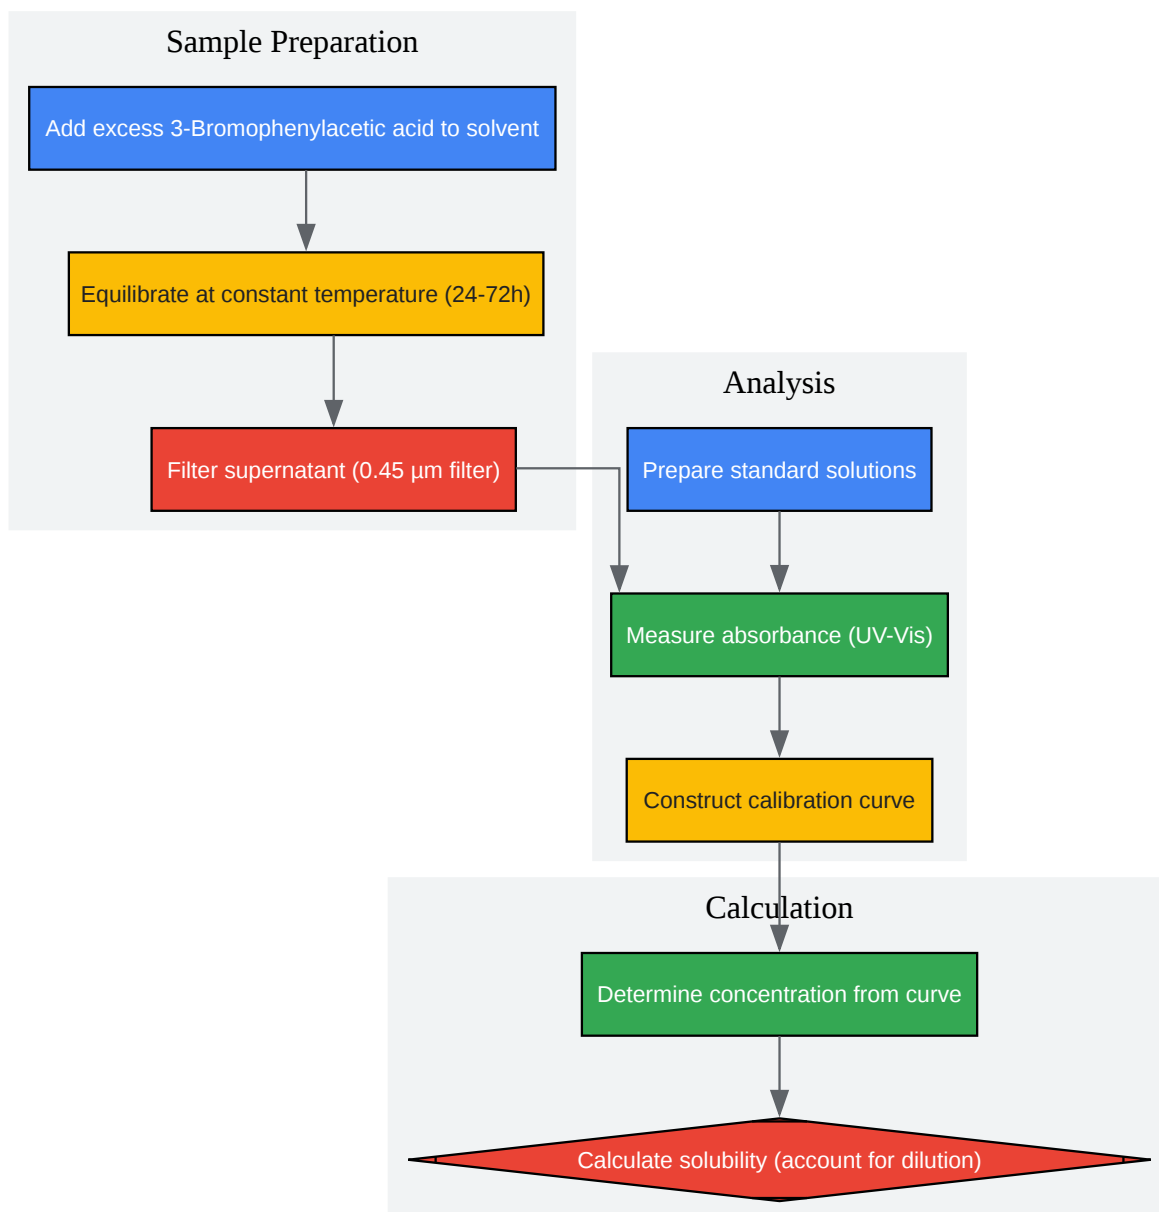 Sample Preparation
Add excess 3-Bromophenylacetic acid to solvent
Equilibrate at constant temperature (24-72h)
Filter supernatant (0.45 µm filter)
Analysis
Prepare standard solutions
Measure absorbance (UV-Vis)
Construct calibration curve
Calculation
Determine concentration from curve
Calculate solubility (account for dilution)